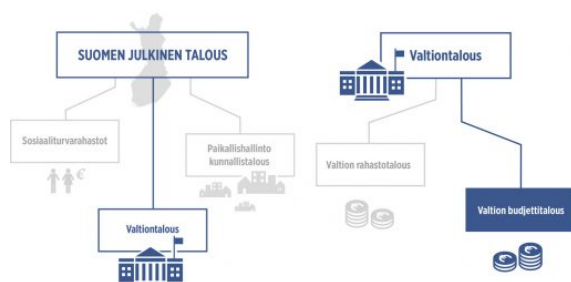 SUOMEN JULKINEN TALOUS
Sosiaaliturvarahastot
€
Paikallishallinto
kunnallistalous
Valtiontalous
Valtiontalous
Valtion rahastotalous
Valtion budjettitalous